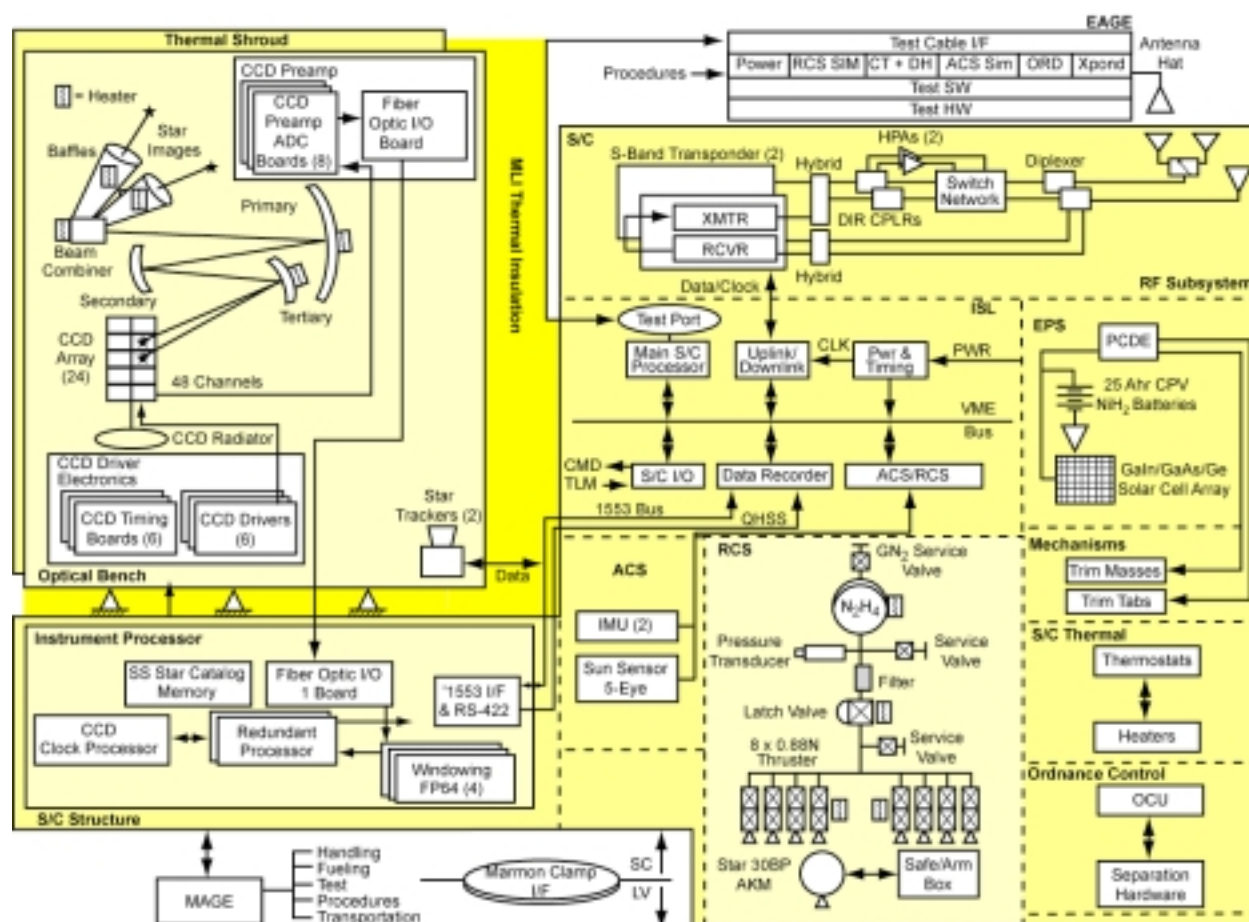 Thermal Shroud
= Heater
Baffles
Star
Images
CCD Preamp
CCD
Preamp
ADC
Boards (8)
Fiber
Optic I/O
Board
Primary
Beam
Combiner
Secondary
Tertiary
CCD
Array
(24)
48 Channels
CCD Radiator
CCD Driver
Electronics
CCD Timing
Boards (6)
CCD Drivers
(6)
Star
Trackers (2)
Optical Bench
MLI Thermal Insulation
Data
EAGE
Procedures
Test Cable I/F
Power
RCS SIM
CT + DH
ACS Sim
ORD
Xpond
Test SW
Test HW
Antenna
Hat
S/C
S-Band Transponder (2)
XMTR
RCVR
Hybrid
HPAs (2)
Diplexer
Switch
Network
DIR CPLRs
Hybrid
Data/Clock
RF Subsystem
ISL
Test Port
Main S/C
Processor
Uplink/
Downlink
CLK
Pwr &
Timing
PWR
VME
Bus
CMD
TLM
S/C I/O
Data Recorder
ACS/RCS
1553 Bus
QHSS
EPS
PCDE
25 Ahr CPV
NiH2 Batteries
GaIn/GaAs/Ge
Solar Cell Array
Mechanisms
Trim Masses
Trim Tabs
S/C Thermal
Thermostats
Heaters
Ordnance Control
OCU
Separation
Hardware
ACS
IMU (2)
Sun Sensor
5-Eye
RCS
GN2 Service
Valve
N2H4
Pressure
Transducer
Service
Valve
Filter
Latch Valve
Service
Valve
8 x 0.88N
Thruster
Star 30BP
AKM
Safe/Arm
Box
Instrument Processor
SS Star Catalog
Memory
Fiber Optic I/O
1 Board
'1553 I/F
& RS-422
CCD
Clock Processor
Redundant
Processor
Windowing
FP64 (4)
S/C Structure
MAGE
Handling
Fueling
Test
Procedures
Transportation
Marmon Clamp
I/F
SC
LV